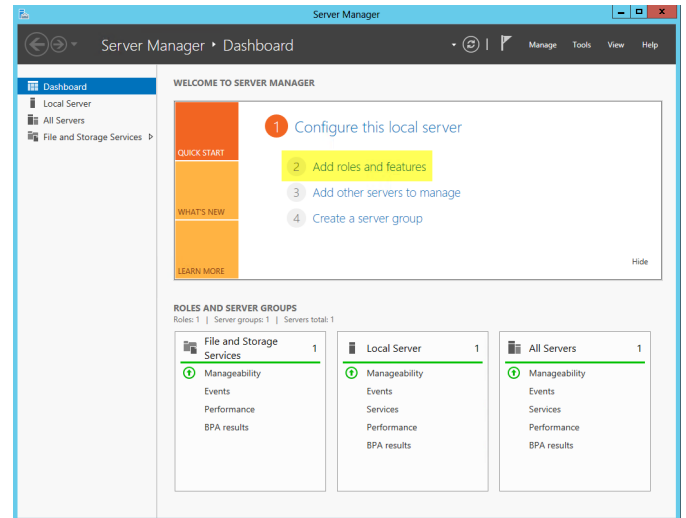 Server Manager
Server Manager • Dashboard
Manage Tools View Help
Dashboard
Local Server
All Servers
File and Storage Services
WELCOME TO SERVER MANAGER
QUICK START
WHAT'S NEW
LEARN MORE
1 Configure this local server
2 Add roles and features
3 Add other servers to manage
4 Create a server group
Hide
ROLES AND SERVER GROUPS
Roles: 1 | Server groups: 1 | Servers total: 1
File and Storage
Services
1
Manageability
Events
Performance
BPA results
Local Server 1
Manageability
Events
Services
Performance
BPA results
All Servers 1
Manageability
Events
Services
Performance
BPA results